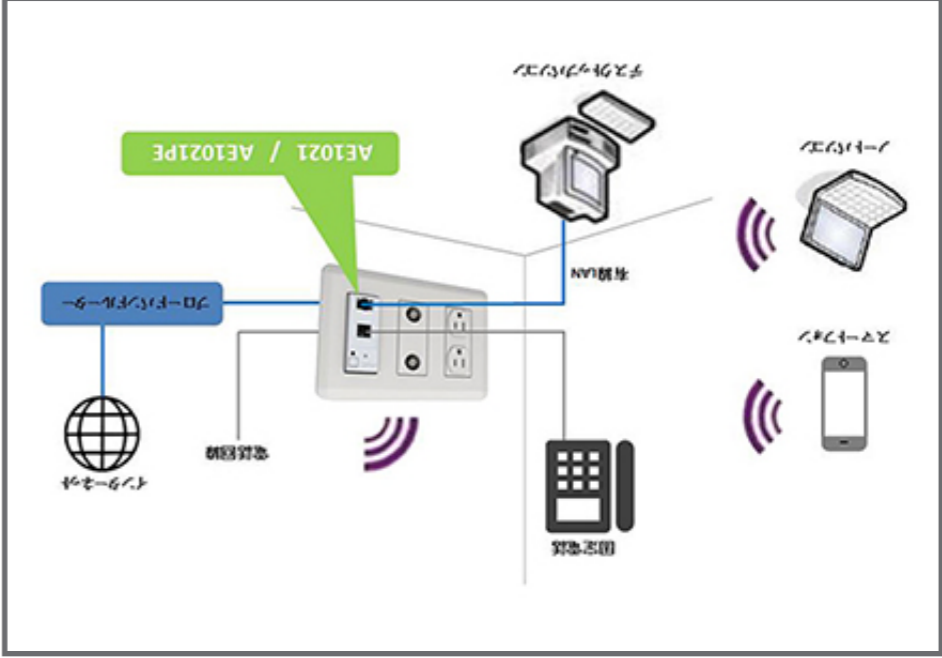 固定電話
インターネット
電話回線
スマートフォン
ブロードバンドルーター
有線LAN
AE1021 / AE1021PE
ノートパソコン
デスクトップパソコン